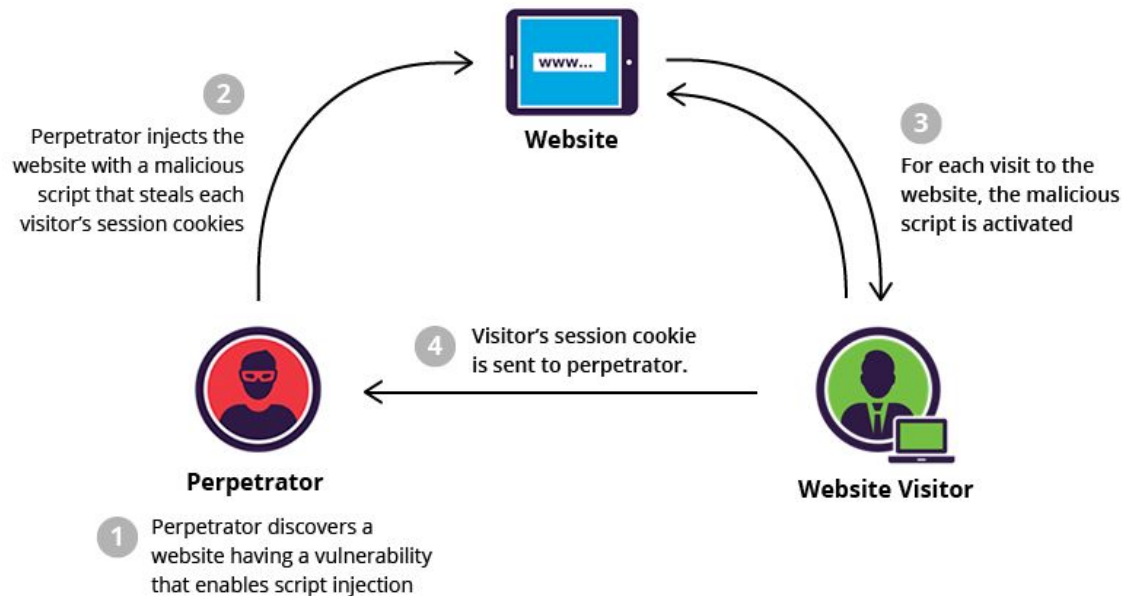 www...
Website
2
Perpetrator injects the
website with a malicious
script that steals each
visitor's session cookies
3
For each visit to the
website, the malicious
script is activated
4
Visitor's session cookie
is sent to perpetrator.
Perpetrator
Website Visitor
1
Perpetrator discovers a
website having a vulnerability
that enables script injection